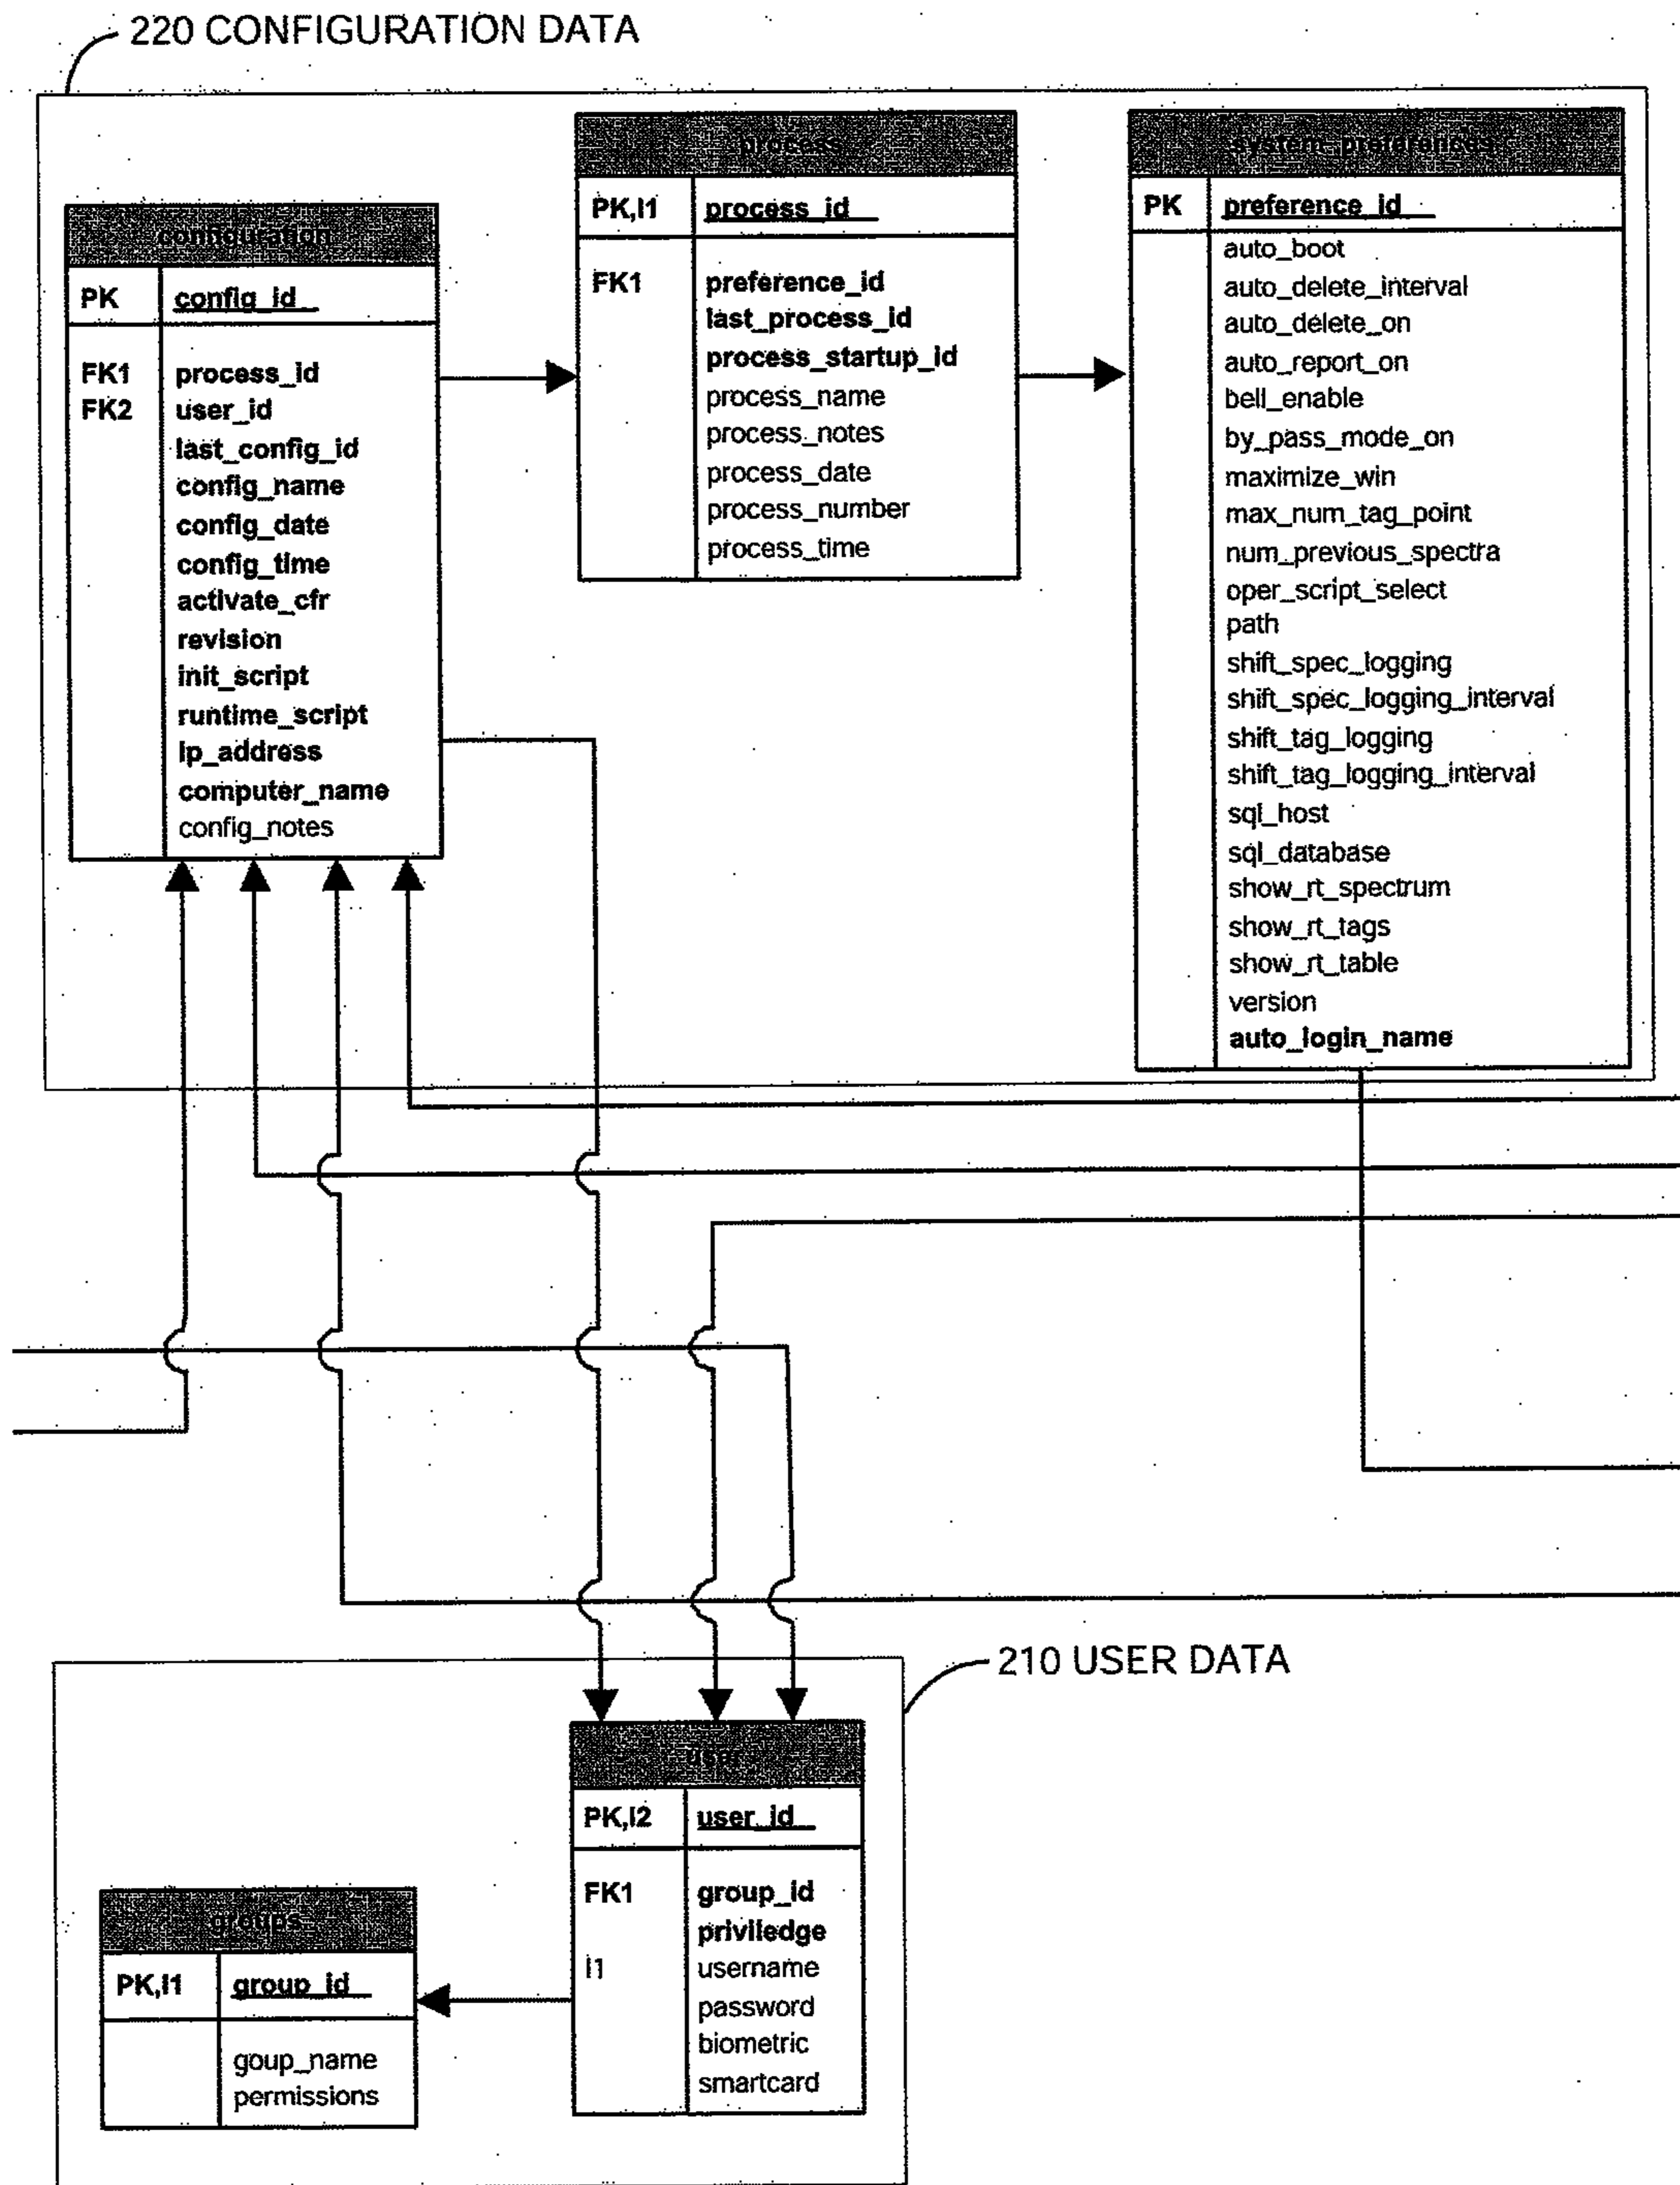 220 CONFIGURATION DATA
configuration
PK config_id
FK1 process_id
FK2 user_id
last_config_id
config_name
config_date
config_time
activate_cfr
revision
init_script
runtime_script
Ip_address
computer_name
config_notes
process
PK,I1 process_id
FK1 preference_id
last_process_id
process_startup_id
process_name
process_notes
process_date
process_number
process_time
system_preferences
PK preference_id
auto_boot
auto_delete_interval
auto_delete_on
auto_report_on
bell_enable
by_pass_mode_on
maximize_win
max_num_tag_point
num_previous_spectra
oper_script_select
path
shift_spec_logging
shift_spec_logging_interval
shift_tag_logging
shift_tag_logging_interval
sql_host
sql_database
show_rt_spectrum
show_rt_tags
show_rt_table
version
auto_login_name
210 USER DATA
user
PK,I2 user_id
FK1 group_id
priviledge
I1 username
password
biometric
smartcard
groups
PK,I1 group_id
goup_name
permissions